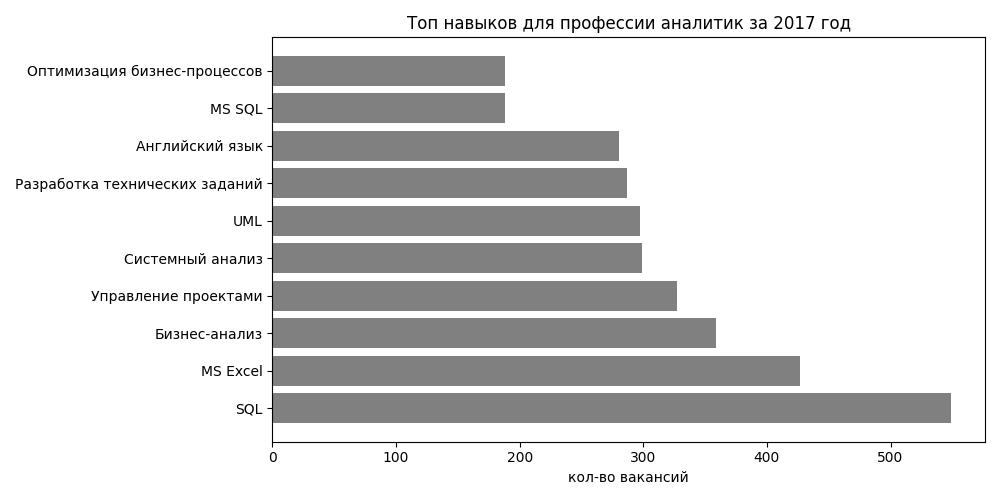 Топ навыков для профессии аналитик за 2017 год
Оптимизация бизнес-процессов
MS SQL
Английский язык
Разработка технических заданий
UML
Системный анализ
Управление проектами
Бизнес-анализ
MS Excel
SQL
0 100 200 300 400 500
кол-во вакансий